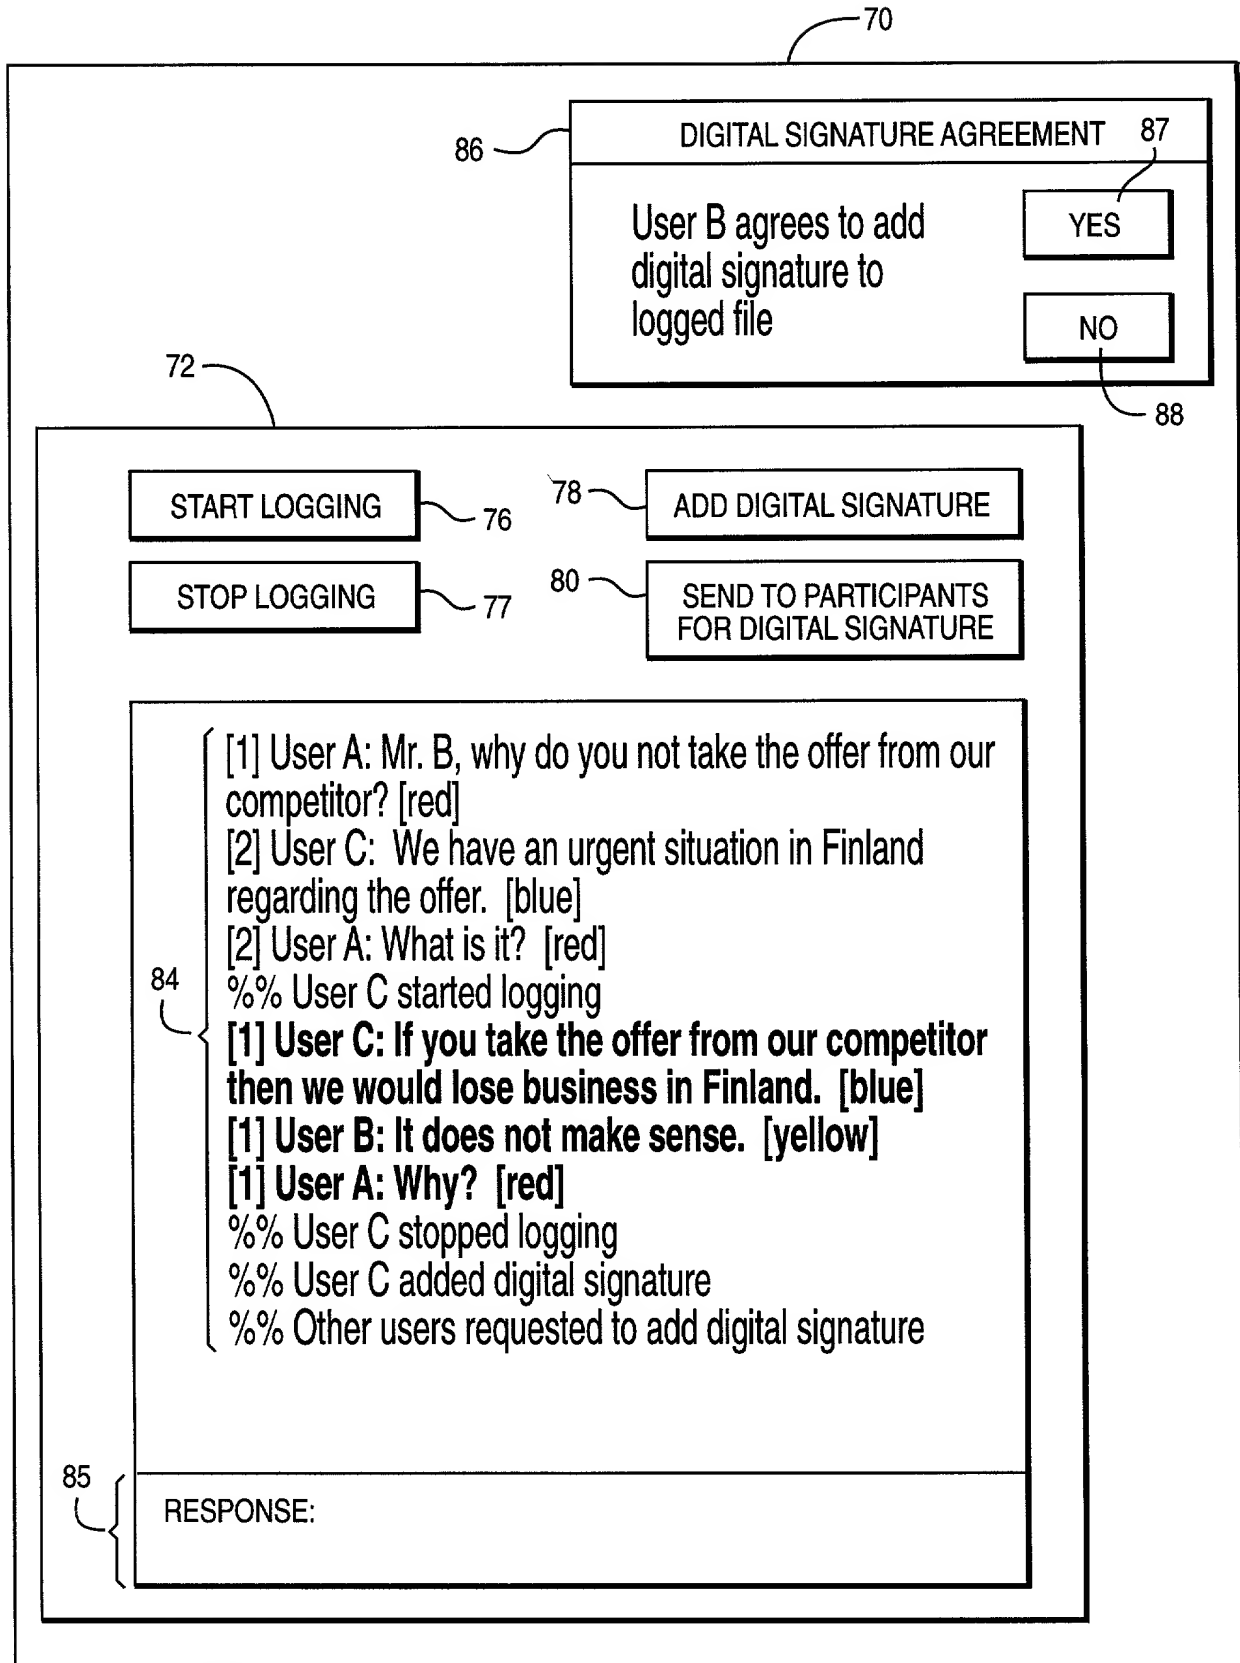 70
86
DIGITAL SIGNATURE AGREEMENT
87
User B agrees to add
digital signature to
logged file
YES
NO
88
72
START LOGGING
76
78
ADD DIGITAL SIGNATURE
STOP LOGGING
77
80
SEND TO PARTICIPANTS
FOR DIGITAL SIGNATURE
[1] User A: Mr. B, why do you not take the offer from our
competitor? [red]
[2] User C: We have an urgent situation in Finland
regarding the offer. [blue]
[2] User A: What is it? [red]
84
%% User C started logging
[1] User C: If you take the offer from our competitor
then we would lose business in Finland. [blue]
[1] User B: It does not make sense. [yellow]
[1] User A: Why? [red]
%% User C stopped logging
%% User C added digital signature
%% Other users requested to add digital signature
85
RESPONSE: